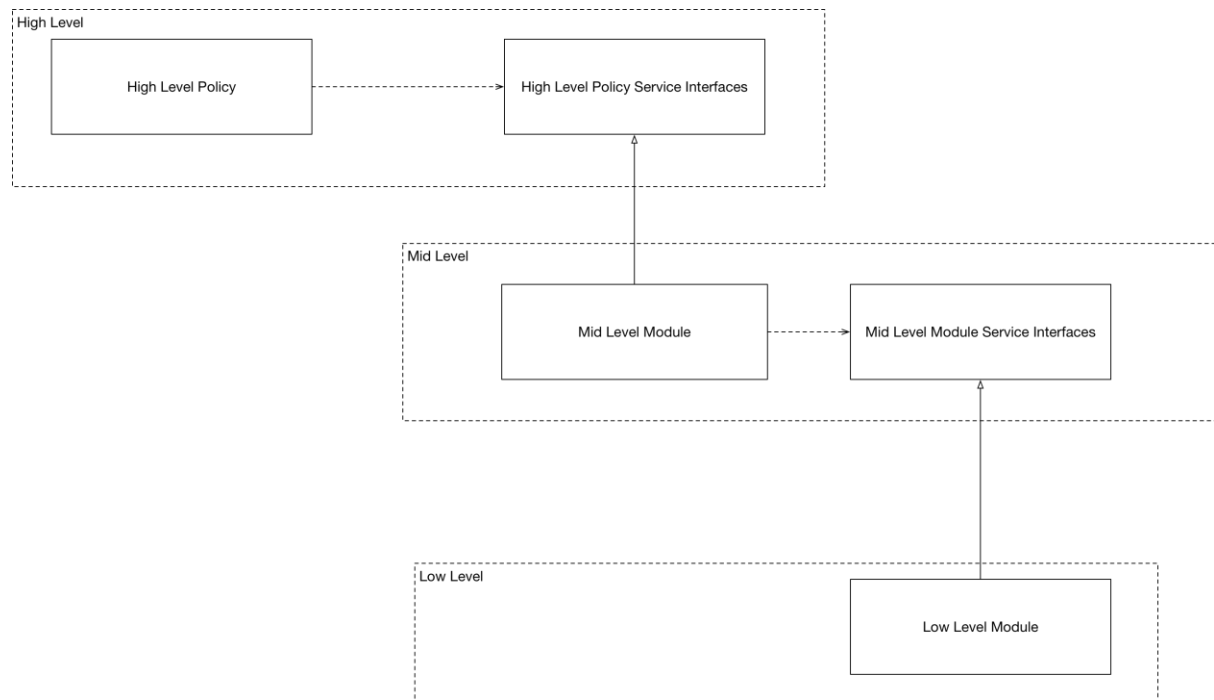 High Level
High Level Policy
High Level Policy Service Interfaces
Mid Level
Mid Level Module
Mid Level Module Service Interfaces
Low Level
Low Level Module